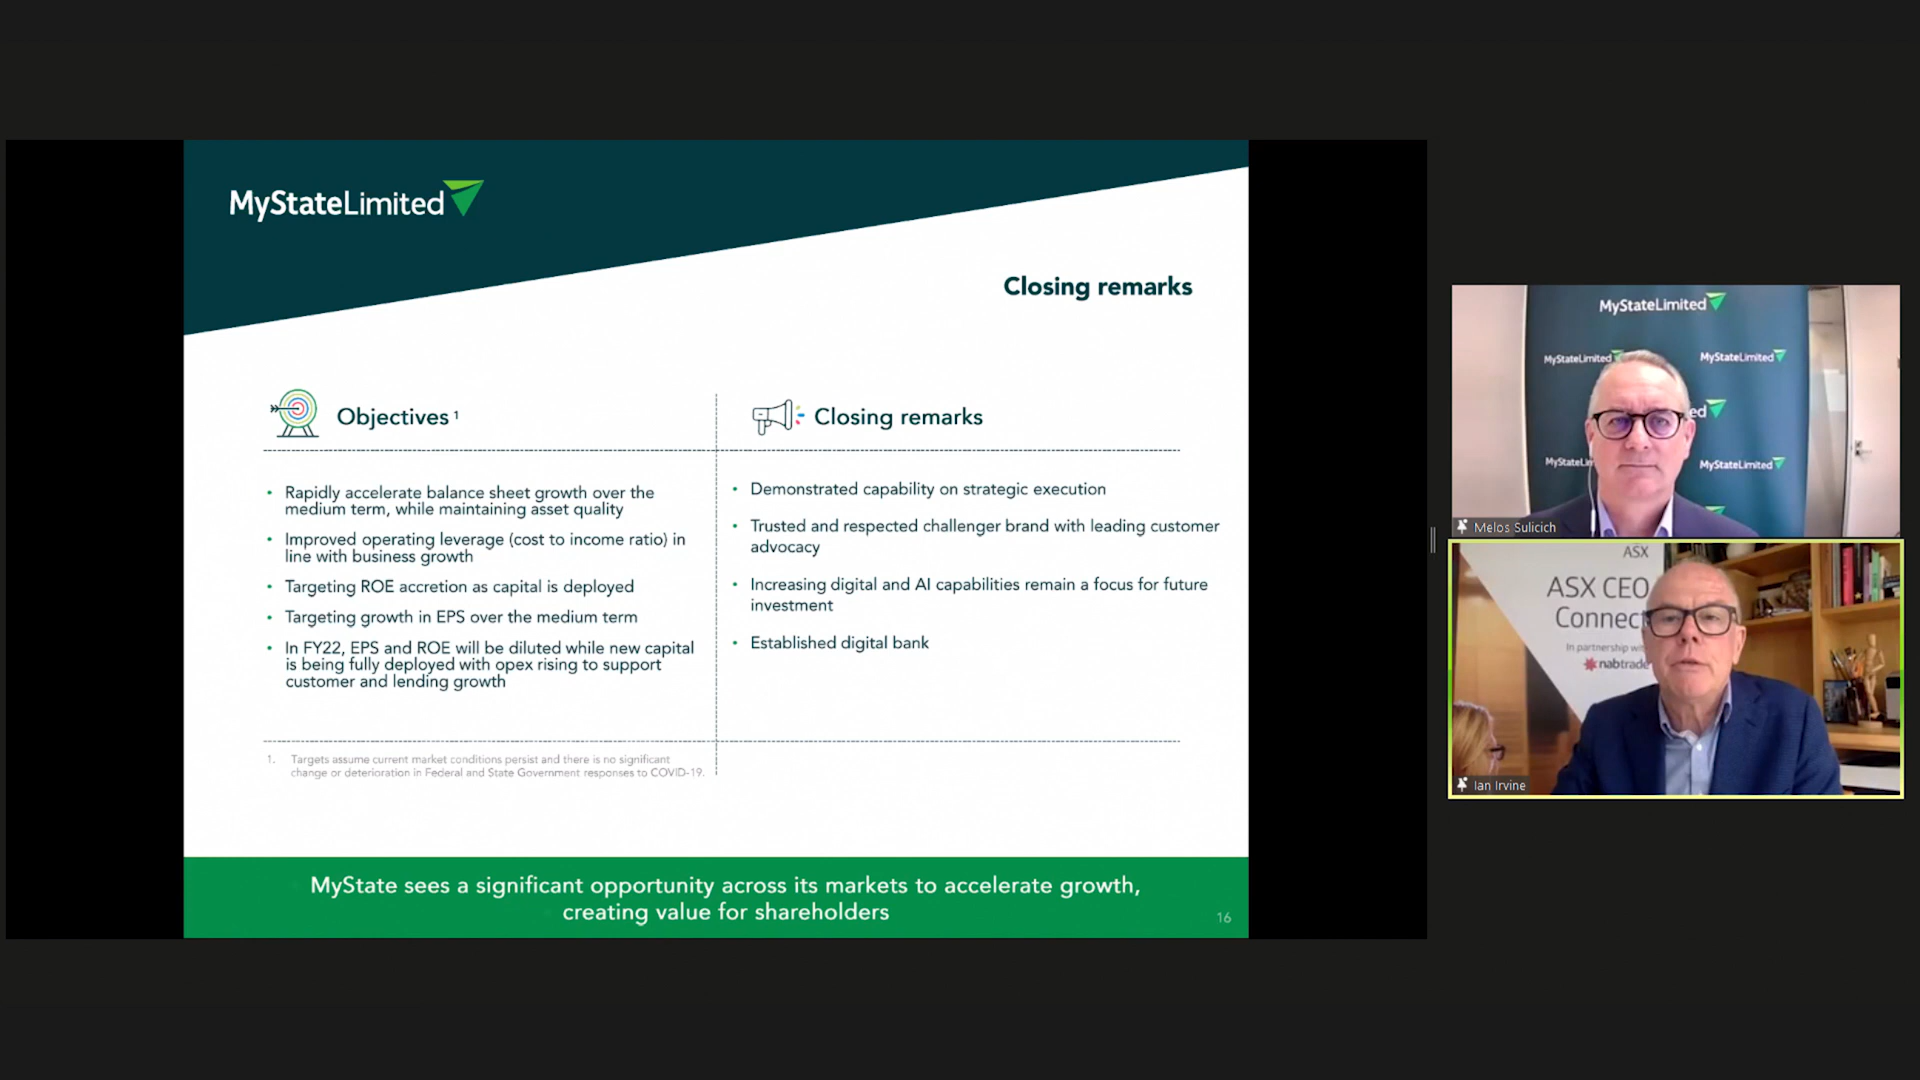 MyStateLimited
Closing remarks
Objectives 1
• Rapidly accelerate balance sheet growth over the
medium term, while maintaining asset quality
• Improved operating leverage (cost to income ratio) in
line with business growth
• Targeting ROE accretion as capital is deployed
• Targeting growth in EPS over the medium term
• In FY22, EPS and ROE will be diluted while new capital
is being fully deployed with opex rising to support
customer and lending growth
1. Targets assume current market conditions persist and there is no significant
change or deterioration in Federal and State Government responses to COVID-19.
Closing remarks
• Demonstrated capability on strategic execution
• Trusted and respected challenger brand with leading customer
advocacy
• Increasing digital and AI capabilities remain a focus for future
investment
• Established digital bank
MyState sees a significant opportunity across its markets to accelerate growth,
creating value for shareholders
16
MyStateLimited
MyStateLimited
MyStateLimited
ed
MyStateLim
MyStateLimited
Melos Sulicich
ASX
ASX CEO
Connec
In partnership wi
nabtrade
Ian Irvine